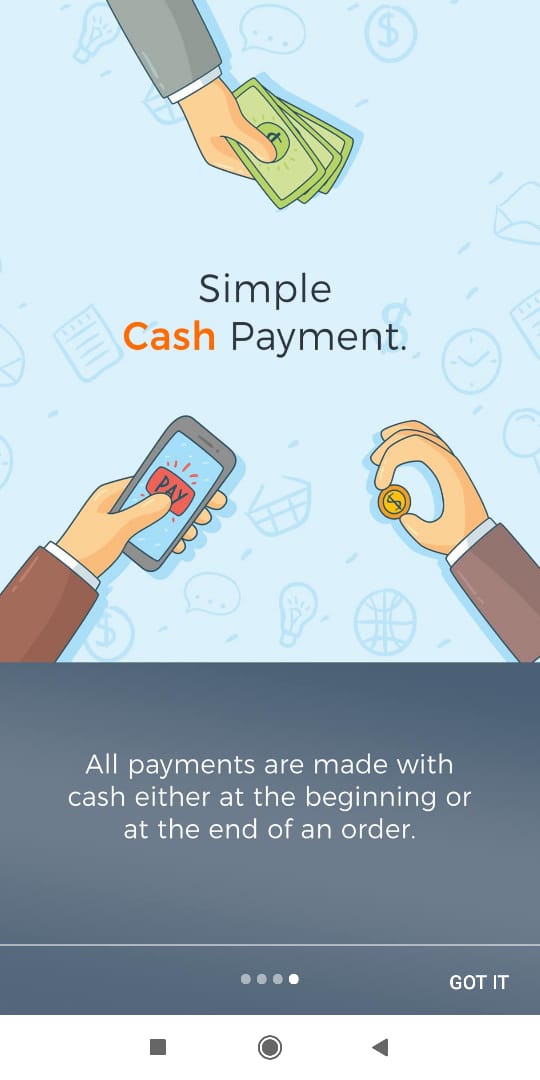 Simple
Cash Payment.
PAY
All payments are made with
cash either at the beginning or
at the end of an order.
GOT IT